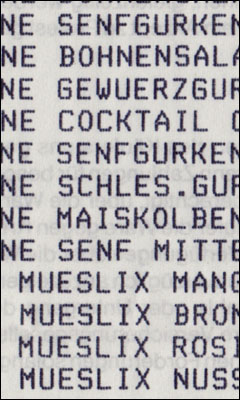 NE SENFGURKEN
NE BOHNENSALA
NE GEWUERZGUR
NE COCKTAIL
NE SENFGURKEN
NE SCHLES.GUR
NE MAISKOLBEN
NE SENF MITTE
MUESLIX MANG
MUESLIX BRON
MUESLIX ROSI
MUESLIX NUSS